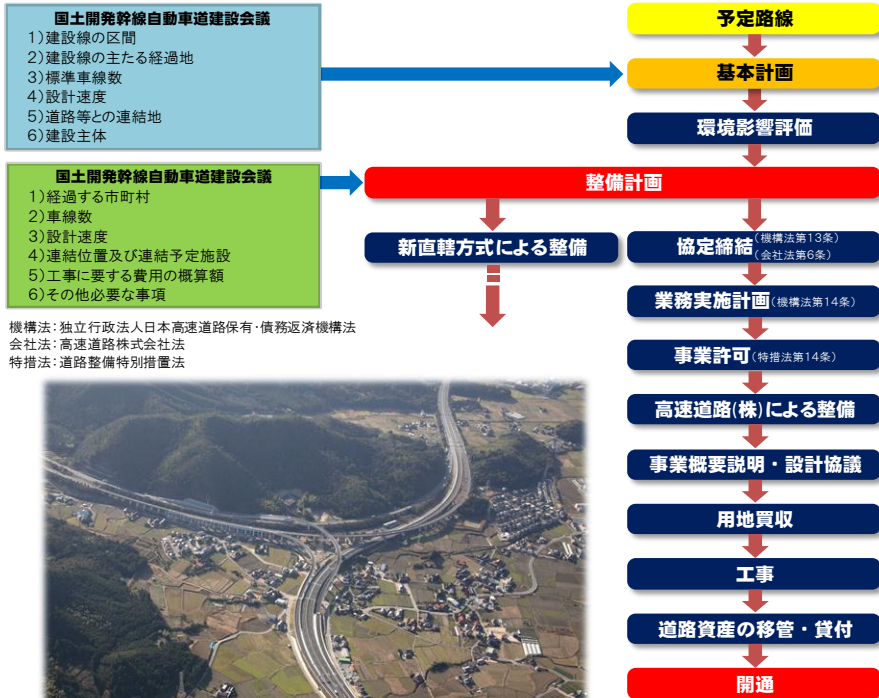 国土開発幹線自動車道建設会議
1)建設線の区間
2)建設線の主たる経過地
3)標準車線数
4)設計速度
5)道路等との連結地
6)建設主体
国土開発幹線自動車道建設会議
1)経過する市町村
2)車線数
3)設計速度
4)連結位置及び連結予定施設
5)工事に要する費用の概算額
6)その他必要な事項
機構法:独立行政法人日本高速道路保有・債務返済機構法
会社法:高速道路株式会社法
特措法:道路整備特別措置法
予定路線
基本計画
環境影響評価
整備計画
新直轄方式による整備
協定締結(機構法第13条)
(会社法第6条)
業務実施計画(機構法第14条)
事業許可(特措法第14条)
高速道路(株)による整備
事業概要説明・設計協議
用地買収
工事
道路資産の移管・貸付
開通